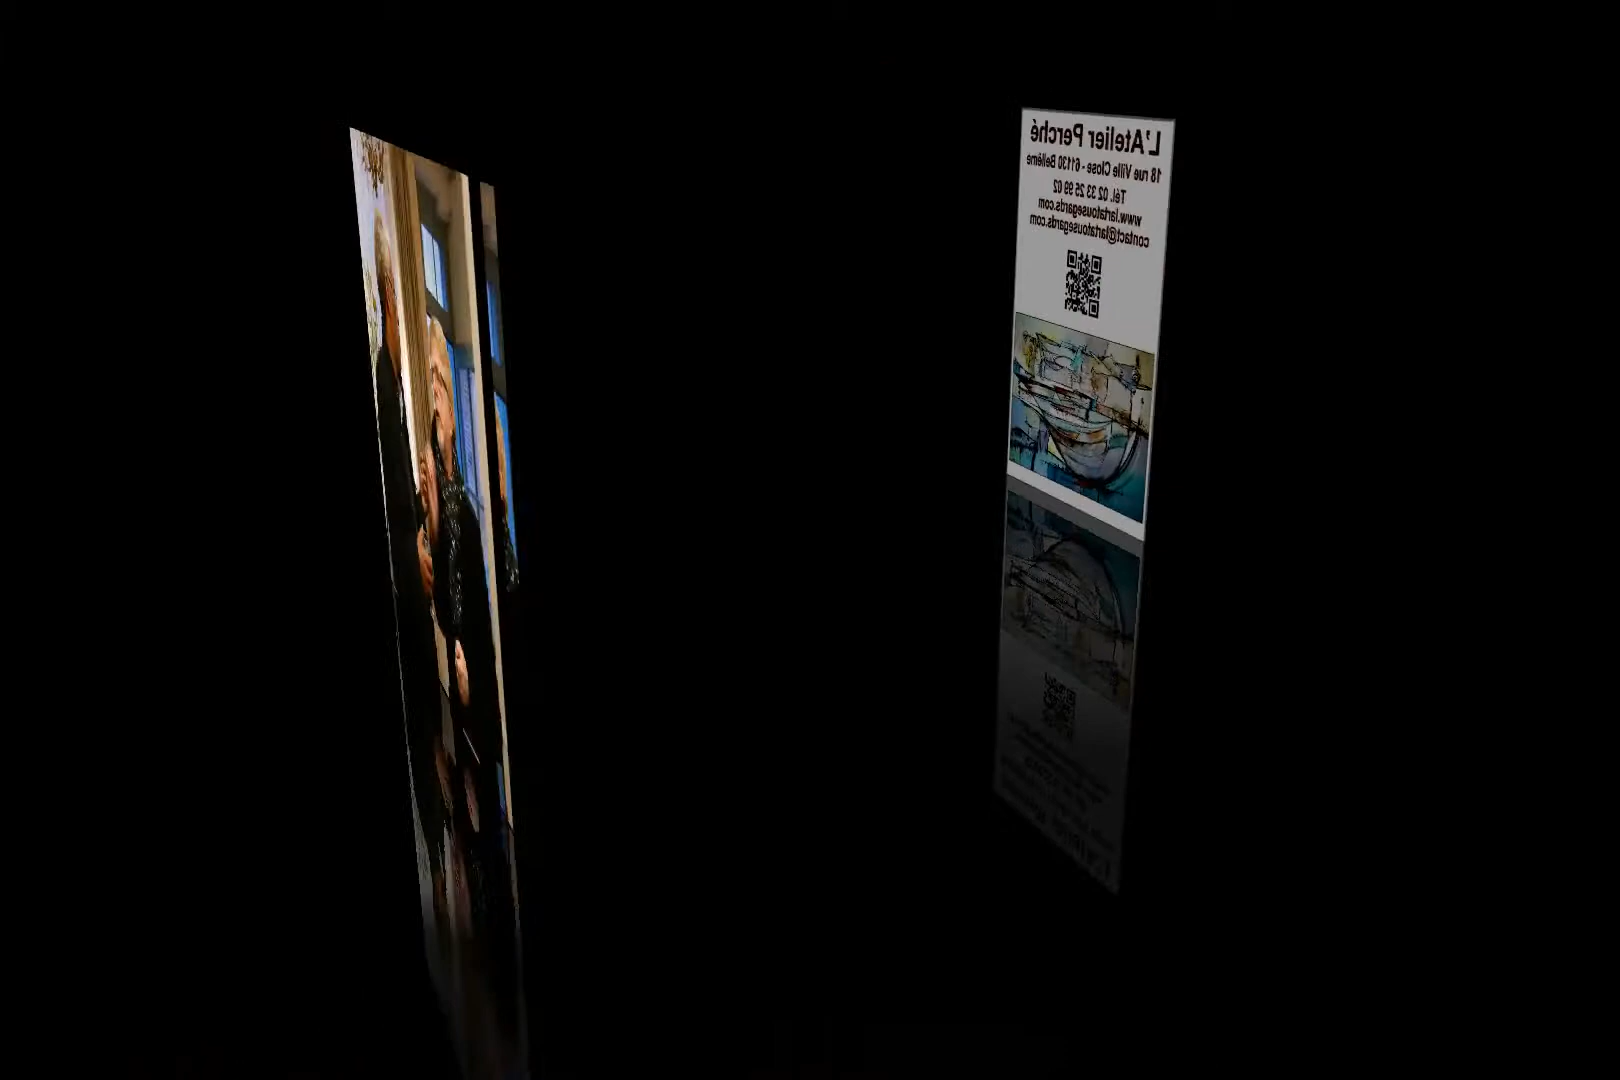 L'Atelier Perché
18 rue Ville Close - 61130 Bellême
Tél. 02 33 25 99 02
www.lartatousegards.com
contact@lartatousegards.com